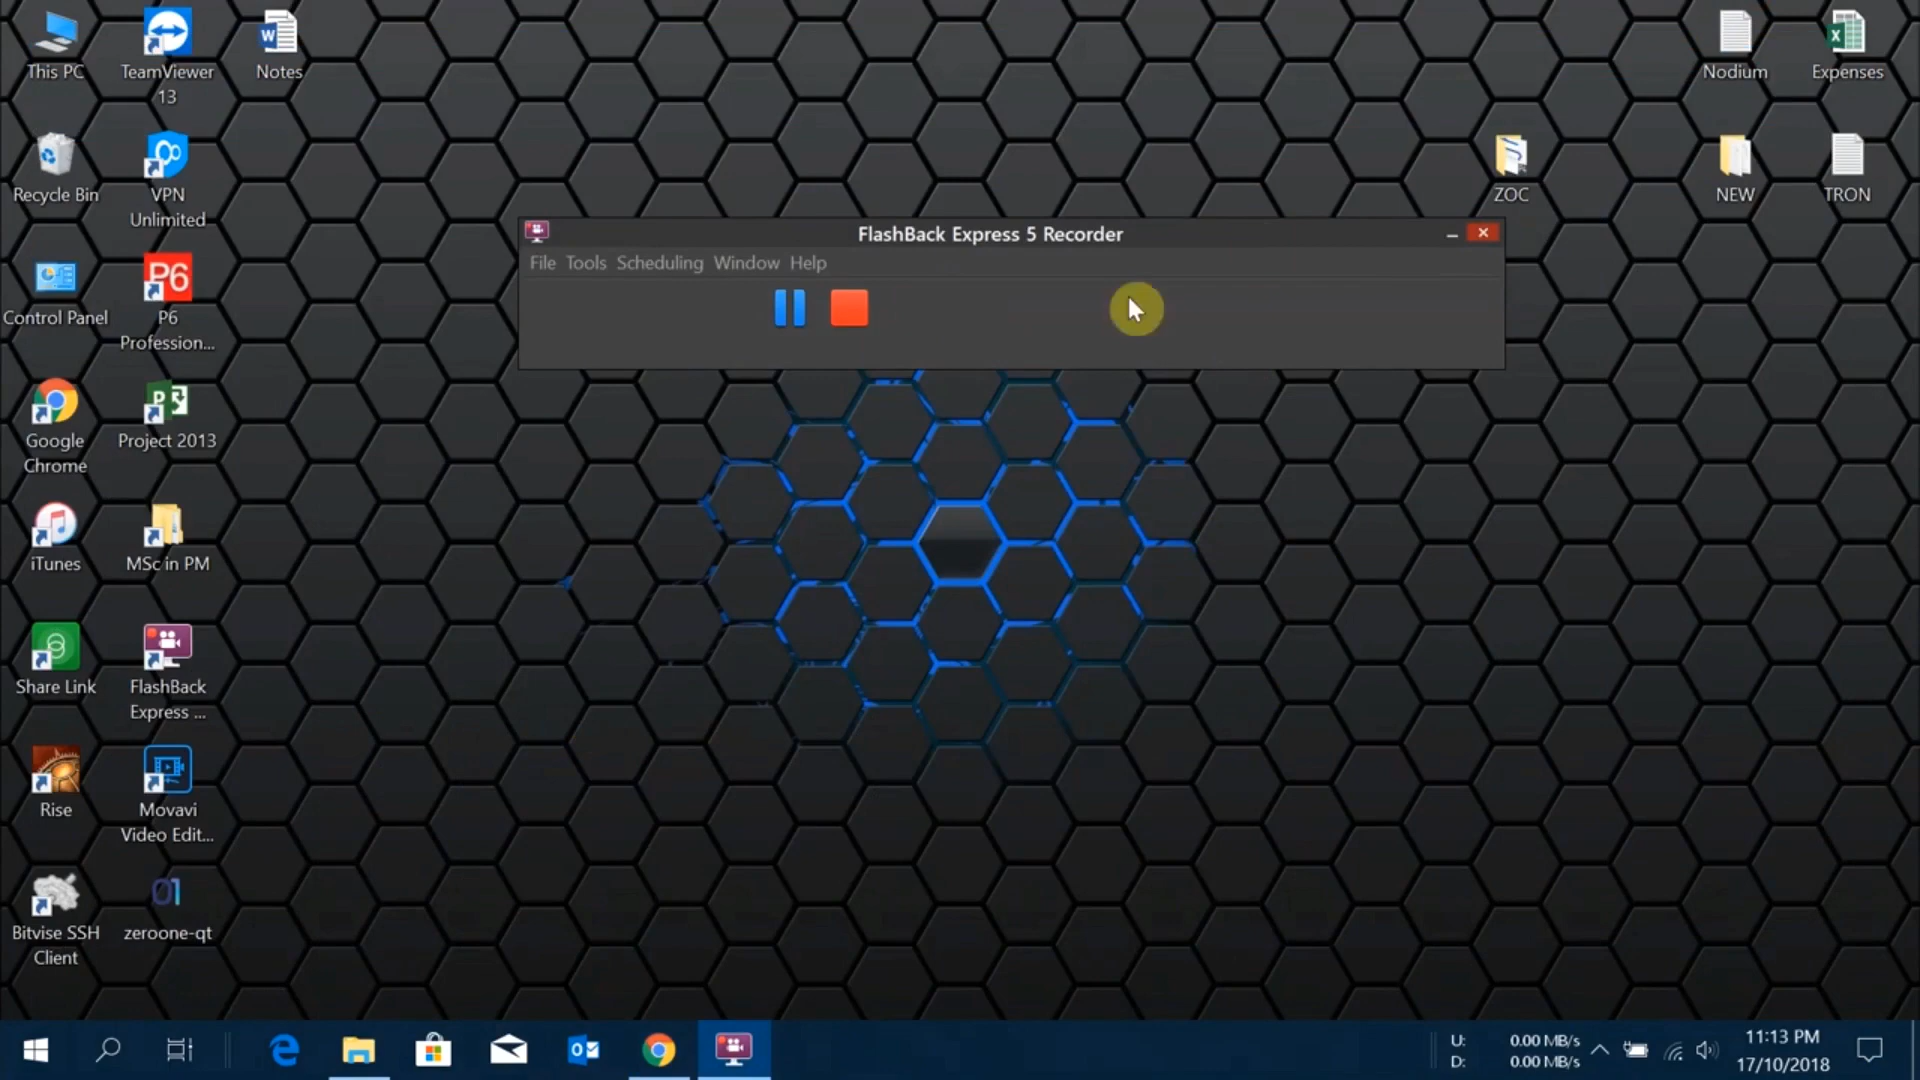 This PC
TeamViewer
13
Notes
Nodium
Expenses
Recycle Bin
VPN
Unlimited
ZOC
NEW
TRON
FlashBack Express 5 Recorder
File Tools Scheduling Window Help
Control Panel
P6
P6
Profession...
Google
Chrome
Project 2013
iTunes
MSc in PM
Share Link
FlashBack
Express ...
Rise
Movavi
Video Edit...
01
Bitvise SSH
Client
zeroone-qt
U: 0.00 MB/s
D: 0.00 MB/s
11:13 PM
17/10/2018